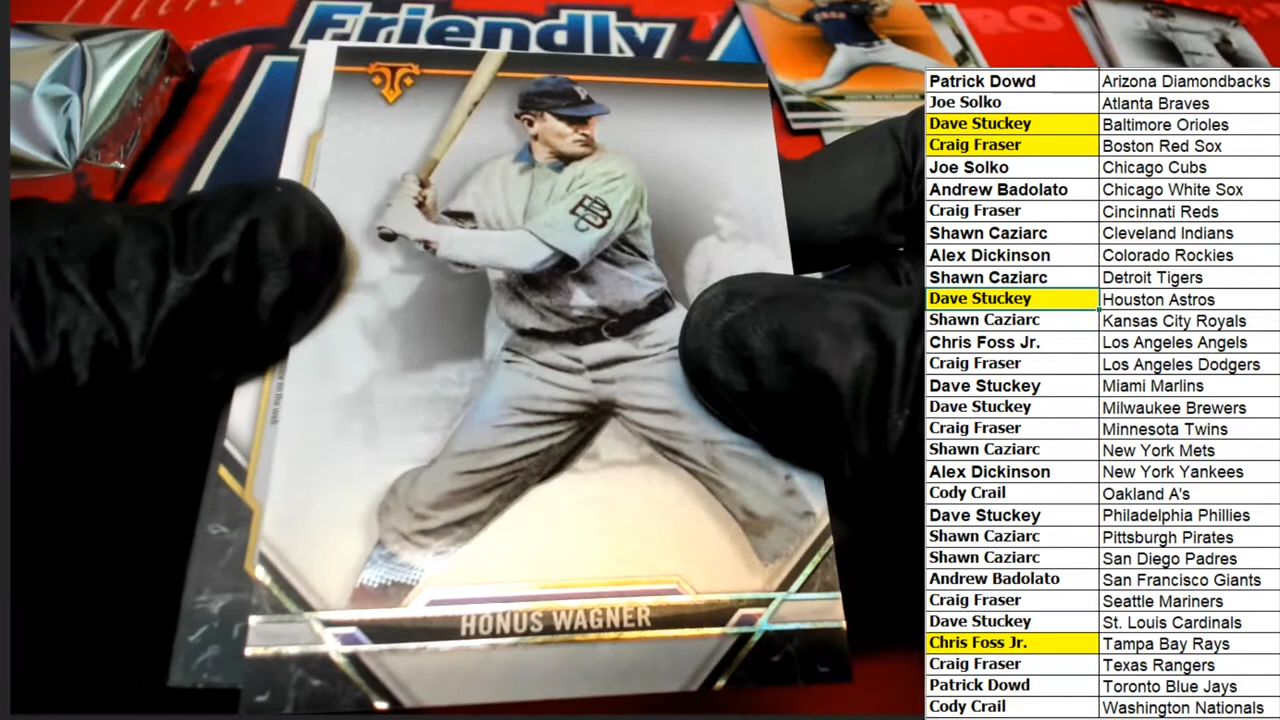 Friendly
P
B
HONUS WAGNER
Patrick Dowd Arizona Diamondbacks
Joe Solko Atlanta Braves
Dave Stuckey Baltimore Orioles
Craig Fraser Boston Red Sox
Joe Solko Chicago Cubs
Andrew Badolato Chicago White Sox
Craig Fraser Cincinnati Reds
Shawn Caziarc Cleveland Indians
Alex Dickinson Colorado Rockies
Shawn Caziarc Detroit Tigers
Dave Stuckey Houston Astros
Shawn Caziarc Kansas City Royals
Chris Foss Jr. Los Angeles Angels
Craig Fraser Los Angeles Dodgers
Dave Stuckey Miami Marlins
Dave Stuckey Milwaukee Brewers
Craig Fraser Minnesota Twins
Shawn Caziarc New York Mets
Alex Dickinson New York Yankees
Cody Crail Oakland A's
Dave Stuckey Philadelphia Phillies
Shawn Caziarc Pittsburgh Pirates
Shawn Caziarc San Diego Padres
Andrew Badolato San Francisco Giants
Craig Fraser Seattle Mariners
Dave Stuckey St. Louis Cardinals
Chris Foss Jr. Tampa Bay Rays
Craig Fraser Texas Rangers
Patrick Dowd Toronto Blue Jays
Cody Crail Washington Nationals